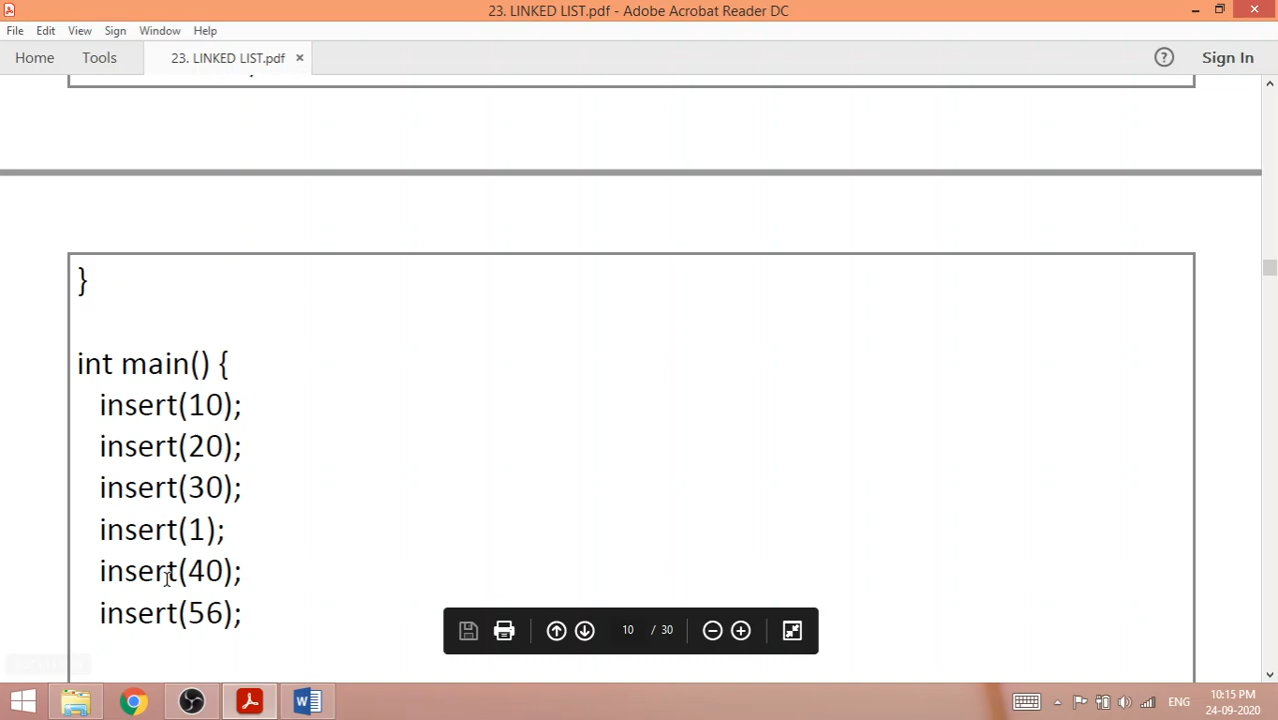 23. LINKED LIST.pdf - Adobe Acrobat Reader DC
File Edit View Sign Window Help
Home Tools 23. LINKED LIST.pdf × ? Sign In
}
int main() {
insert(10);
insert(20);
insert(30);
insert(1);
insert(40);
insert(56);
10 / 30
ENG
10:15 PM
24-09-2020